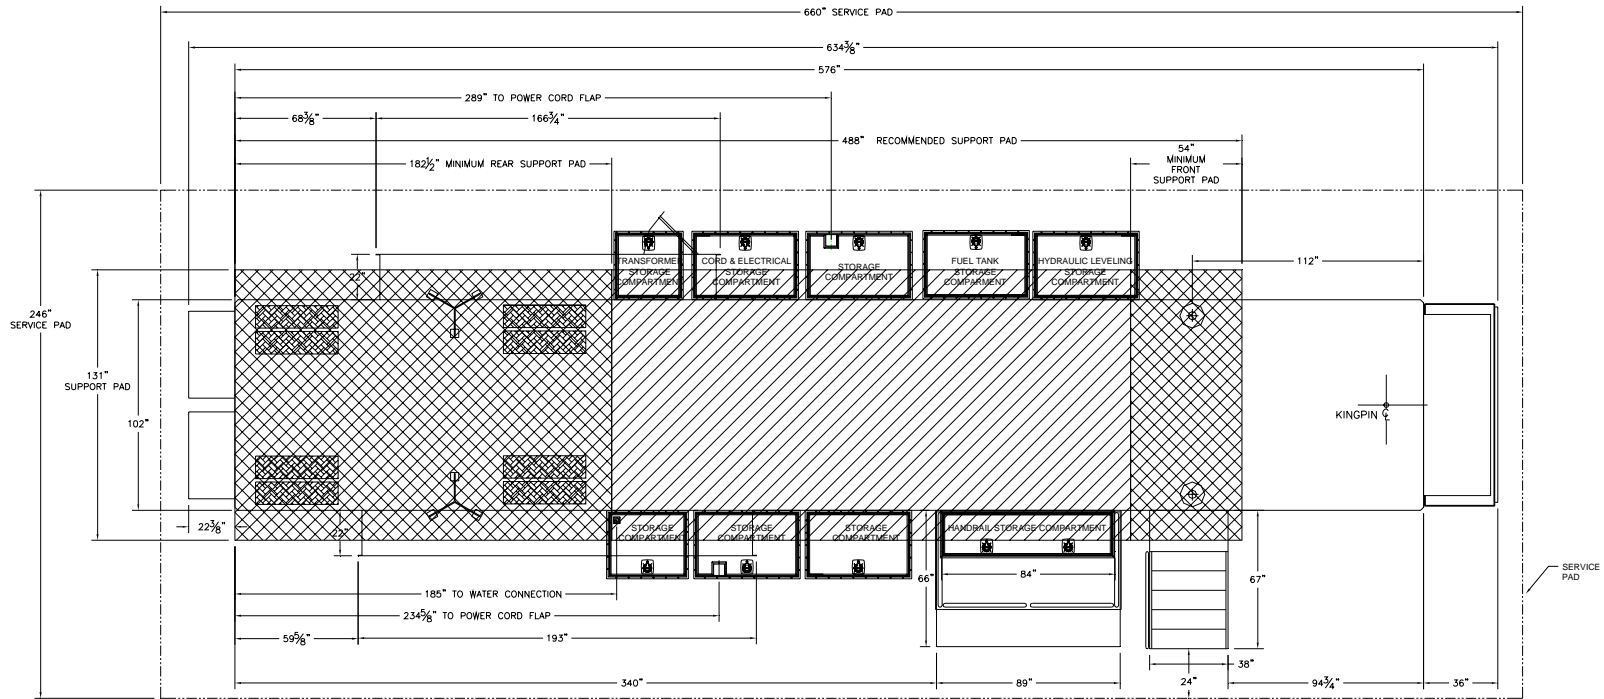 660" SERVICE PAD
634⅜"
576"
289" TO POWER CORD FLAP
68⅜"
166¾"
488" RECOMMENDED SUPPORT PAD
182½" MINIMUM REAR SUPPORT PAD
54"
MINIMUM
FRONT
SUPPORT PAD
TRANSFORMER
STORAGE
COMPARTMENT
CORD & ELECTRICAL
STORAGE
COMPARTMENT
STORAGE
COMPARTMENT
FUEL TANK
STORAGE
COMPARMENT
HYDRAULIC LEVELING
STORAGE
COMPARTMENT
112"
22"
246"
SERVICE PAD
131"
SUPPORT PAD
102"
KINGPIN
22⅜"
22"
STORAGE
COMPARTMENT
STORAGE
COMPARTMENT
STORAGE
COMPARTMENT
HANDRAIL STORAGE COMPARTMENT
84"
66"
67"
SERVICE
PAD
185" TO WATER CONNECTION
234⅝" TO POWER CORD FLAP
59⅝"
193"
38"
340"
89"
24"
94¾"
36"